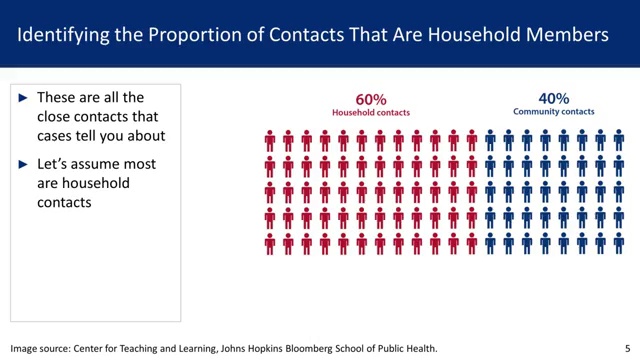 Identifying the Proportion of Contacts That Are Household Members
► These are all the
close contacts that
cases tell you about
► Let's assume most
are household
contacts
60%
Household contacts
40%
Community contacts
Image source: Center for Teaching and Learning, Johns Hopkins Bloomberg School of Public Health.
5